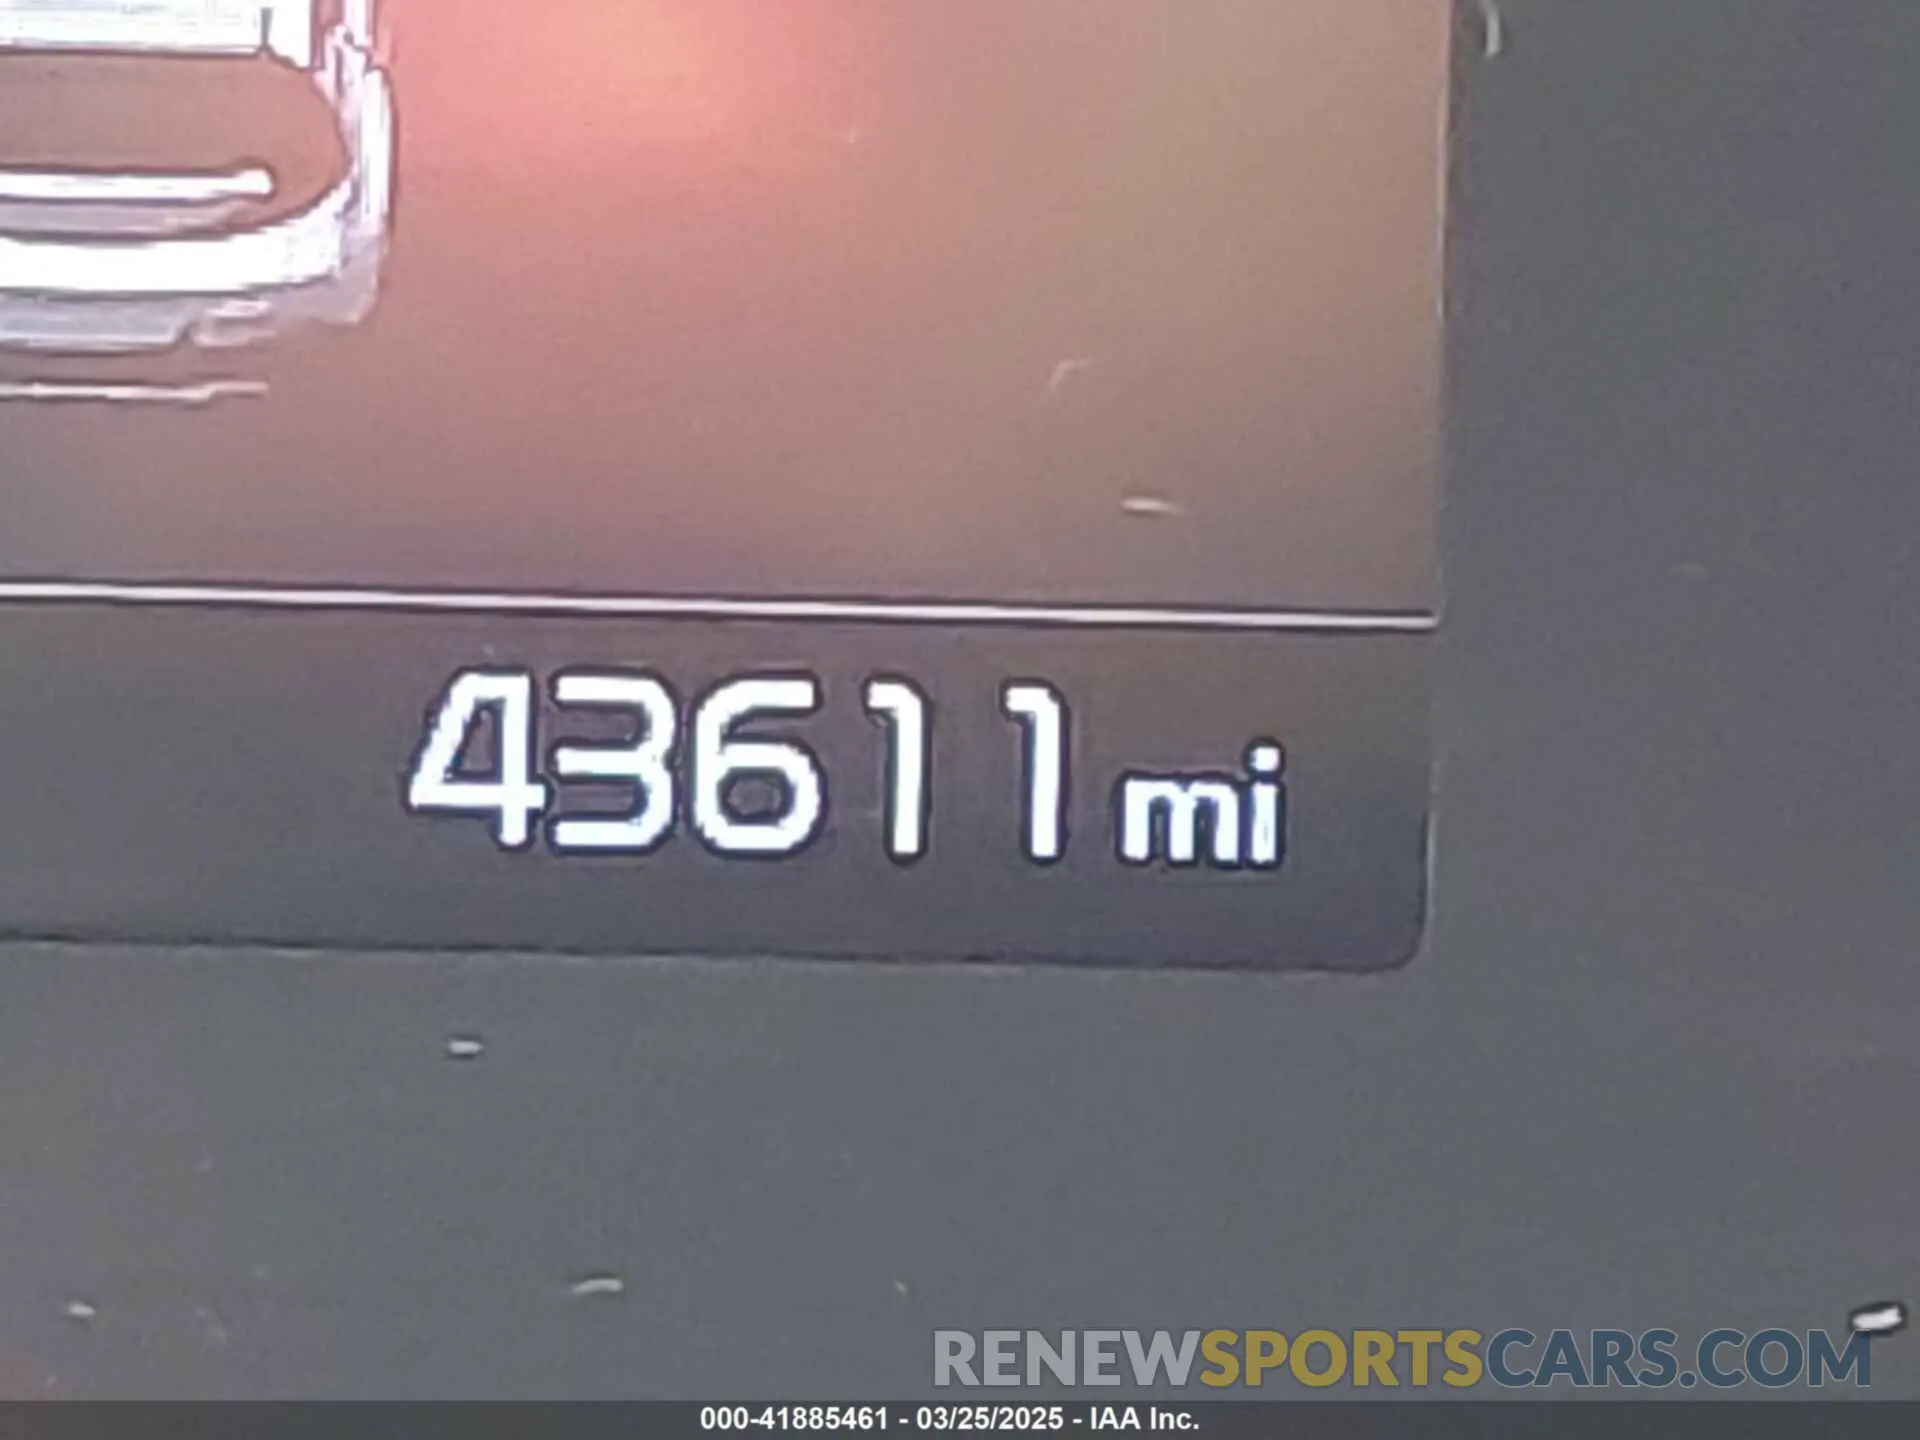 43611 mi
RENEWSPORTSCARS.COM
000-41885461 - 03/25/2025 - IAA Inc.